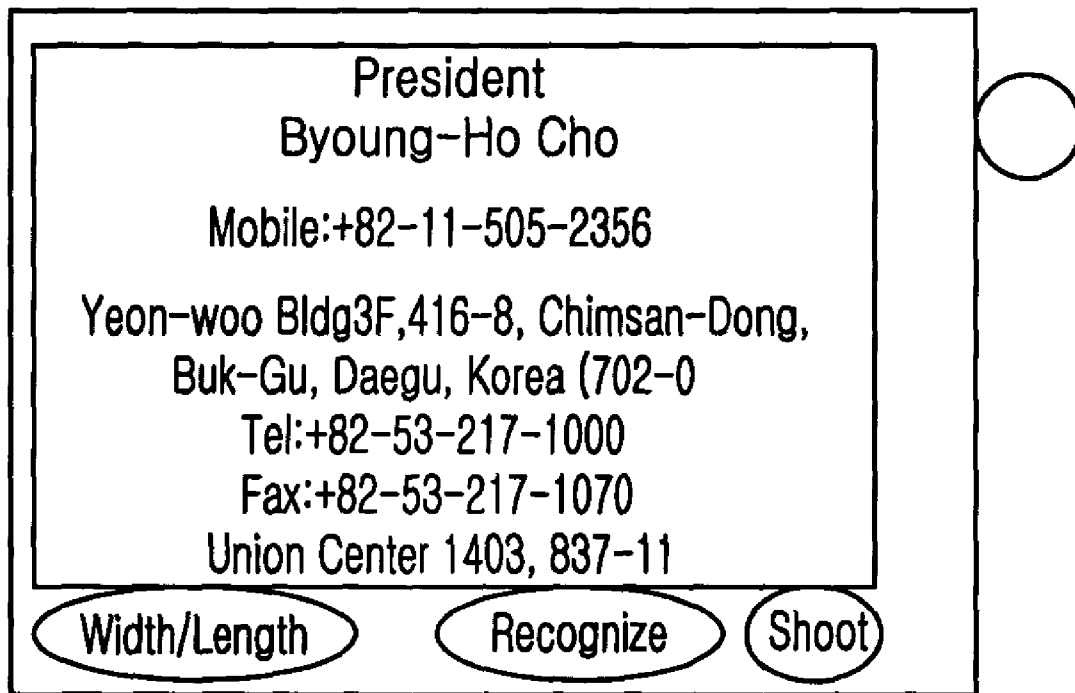 President
Byoung-Ho Cho
Mobile:+82-11-505-2356
Yeon-woo Bldg3F,416-8, Chimsan-Dong,
Buk-Gu, Daegu, Korea (702-0
Tel:+82-53-217-1000
Fax:+82-53-217-1070
Union Center 1403, 837-11
Width/Length Recognize Shoot